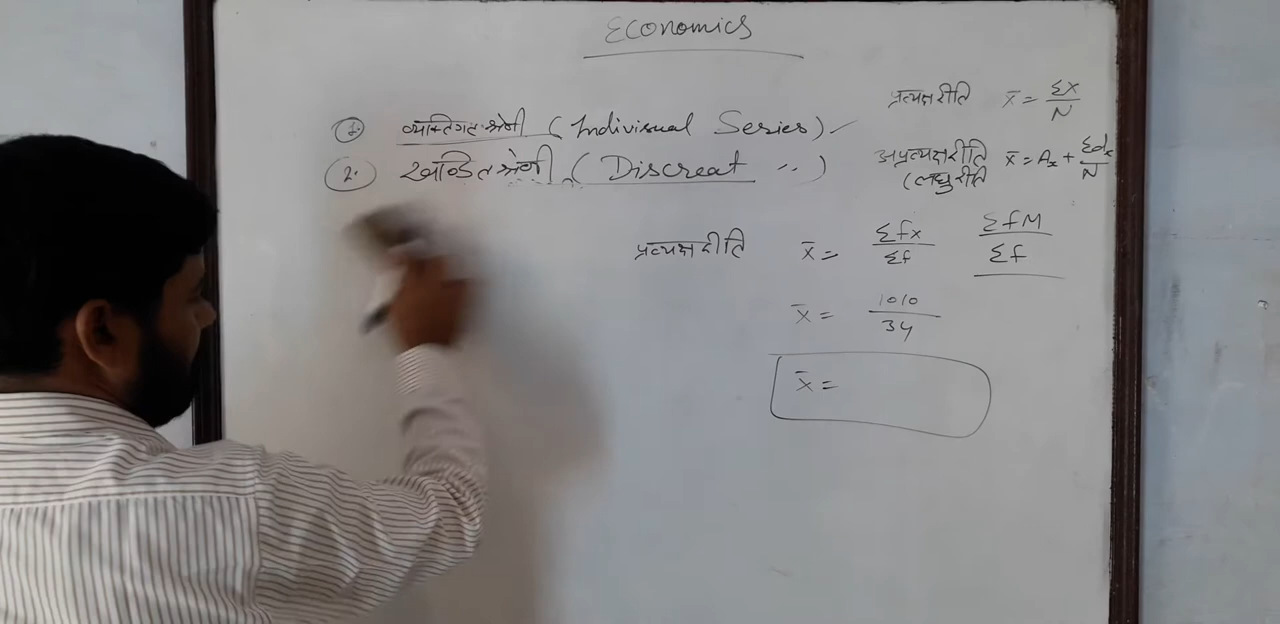 Economics
1. व्यक्तिगत श्रेणी (Indivisual Series)
2. खण्डित श्रेणी (Discreat " )
प्रत्यक्ष रीति x̄ = Σx/N
अप्रत्यक्ष रीति x̄ = Ax + Σdx/N
(लघु रीति
प्रत्यक्ष रीति x̄ = Σfx/Σf ΣfM/Σf
x̄ = 1010/34
x̄ =